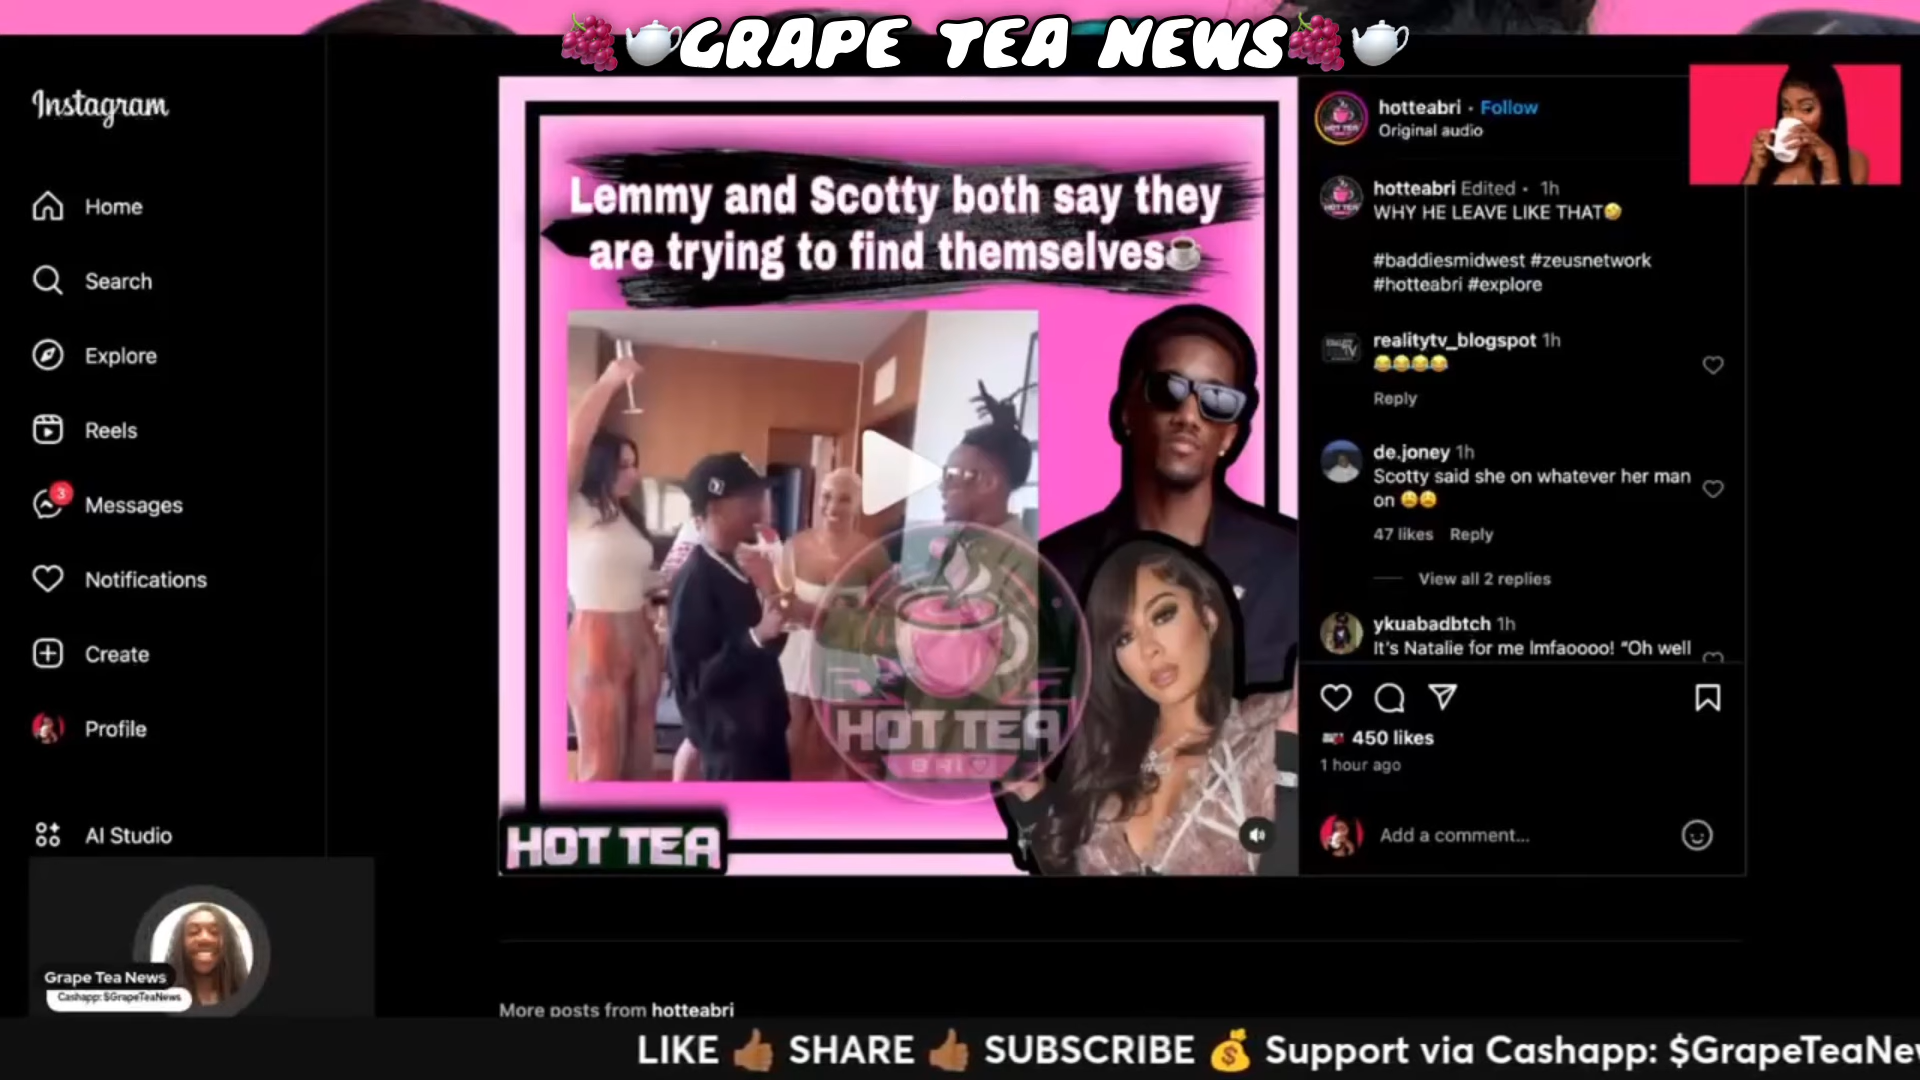 GRAPE TEA NEWS
Instagram
Home
Search
Explore
Reels
3
Messages
Notifications
Create
Profile
AI Studio
Grape Tea News
Cashapp: $GrapeTeaNews
Lemmy and Scotty both say they
are trying to find themselves☕
HOT TEA
BRI
HOT TEA
hotteabri • Follow
Original audio
hotteabri Edited • 1h
WHY HE LEAVE LIKE THAT🤣
#baddiesmidwest #zeusnetwork
#hotteabri #explore
realitytv_blogspot 1h
😂😂😂😂
Reply
de.joney 1h
Scotty said she on whatever her man
on 😩😩
47 likes Reply
View all 2 replies
ykuabadbtch 1h
It's Natalie for me lmfaoooo! “Oh well
450 likes
1 hour ago
Add a comment...
More posts from hotteabri
LIKE 👍🏾 SHARE 👍🏾 SUBSCRIBE 💰 Support via Cashapp: $GrapeTeaNew